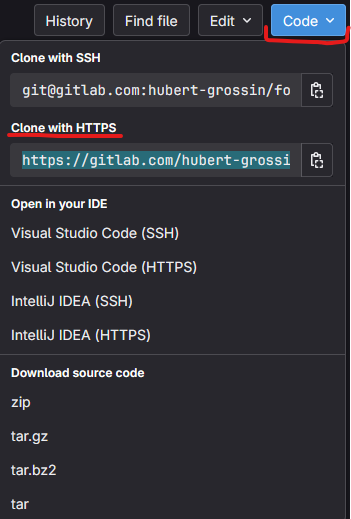 History Find file Edit Code
Clone with SSH
git@gitlab.com:hubert-grossin/fo
Clone with HTTPS
https://gitlab.com/hubert-grossi
Open in your IDE
Visual Studio Code (SSH)
Visual Studio Code (HTTPS)
IntelliJ IDEA (SSH)
IntelliJ IDEA (HTTPS)
Download source code
zip
tar.gz
tar.bz2
tar